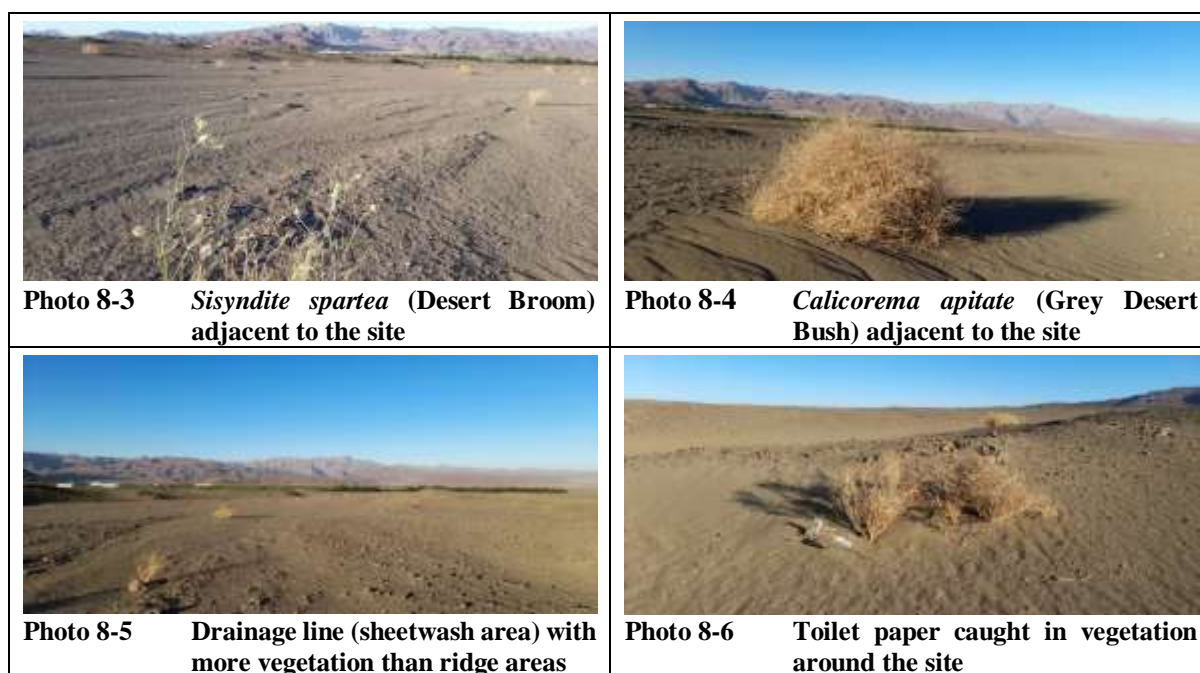 Photo 8-3 Sisyndite spartea (Desert Broom)
adjacent to the site
Photo 8-4 Calicorema apitate (Grey Desert
Bush) adjacent to the site
Photo 8-5 Drainage line (sheetwash area) with
more vegetation than ridge areas
Photo 8-6 Toilet paper caught in vegetation
around the site